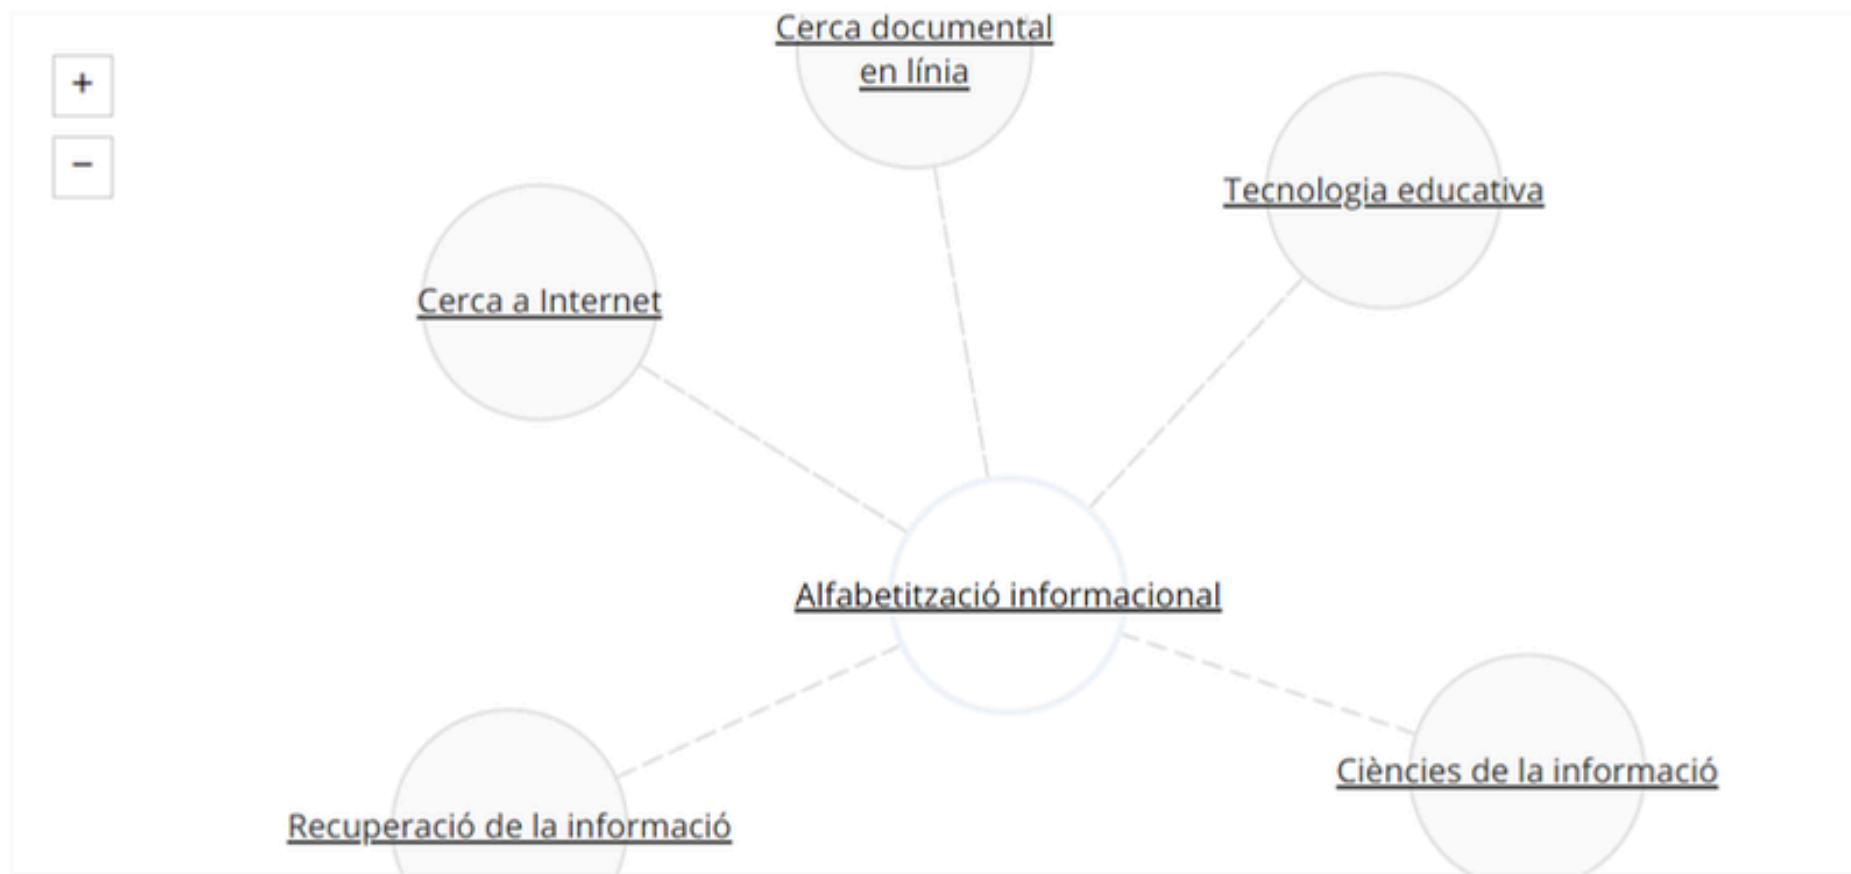 Cerca documental
en línia
+
−
Tecnologia educativa
Cerca a Internet
Alfabetització informacional
Ciències de la informació
Recuperació de la informació